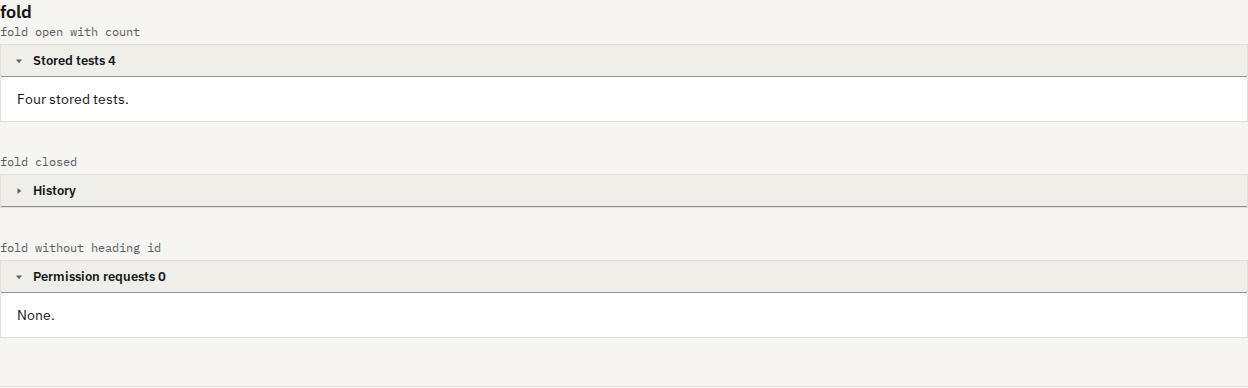 fold
fold open with count
Stored tests 4
Four stored tests.
fold closed
History
fold without heading id
Permission requests 0
None.